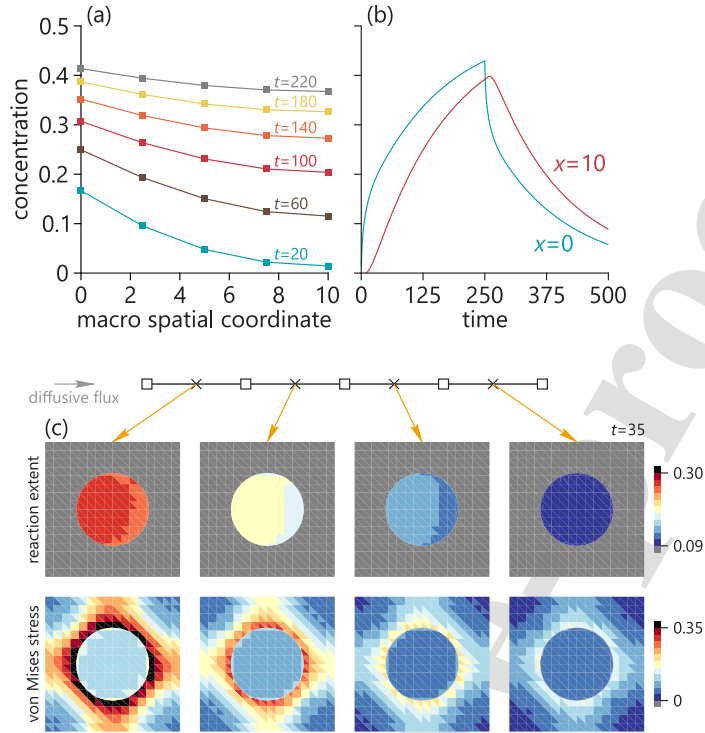 (a)
(b)
0.5
0.4
0.3
0.2
0.1
0
concentration
t=220
t=180
t=140
t=100
t=60
t=20
0 2 4 6 8 10
macro spatial coordinate
x=10
x=0
0 125 250 375 500
time
diffusive flux
(c)
t=35
reaction extent
0.30
0.09
von Mises stress
0.35
0